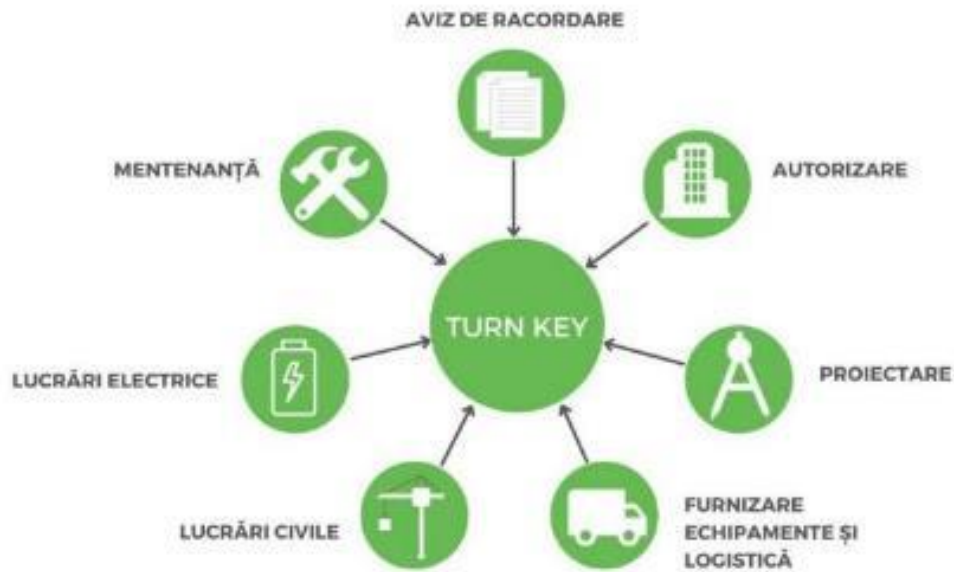 AVIZ DE RACORDARE
MENTENANȚĂ
AUTORIZARE
TURN KEY
LUCRĂRI ELECTRICE
PROIECTARE
LUCRĂRI CIVILE
FURNIZARE
ECHIPAMENTE ȘI
LOGISTICĂ